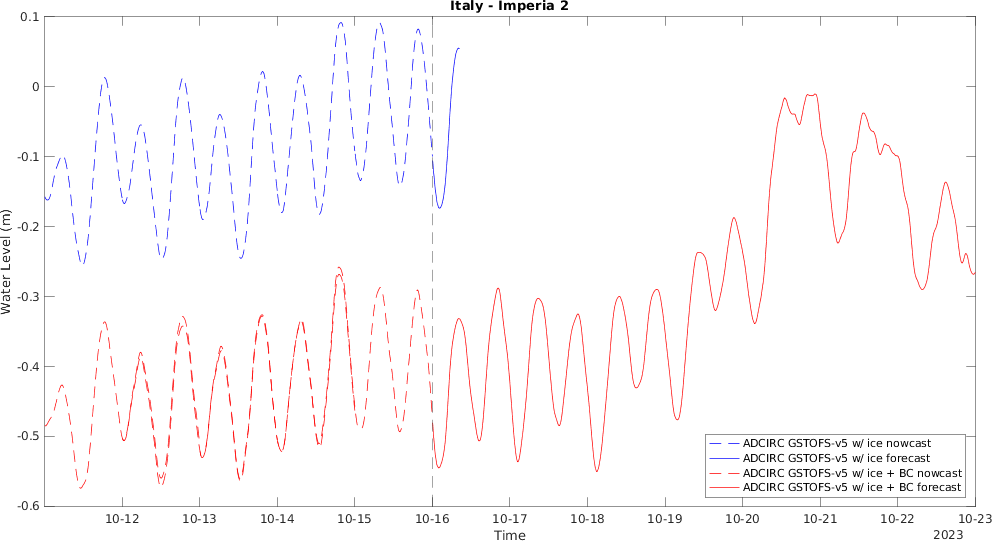 Italy - Imperia 2
0.1
0
-0.1
-0.2
-0.3
-0.4
-0.5
-0.6
Water Level (m)
10-12 10-13 10-14 10-15 10-16 10-17 10-18 10-19 10-20 10-21 10-22 10-23
Time
2023
ADCIRC GSTOFS-v5 w/ ice nowcast
ADCIRC GSTOFS-v5 w/ ice forecast
ADCIRC GSTOFS-v5 w/ ice + BC nowcast
ADCIRC GSTOFS-v5 w/ ice + BC forecast